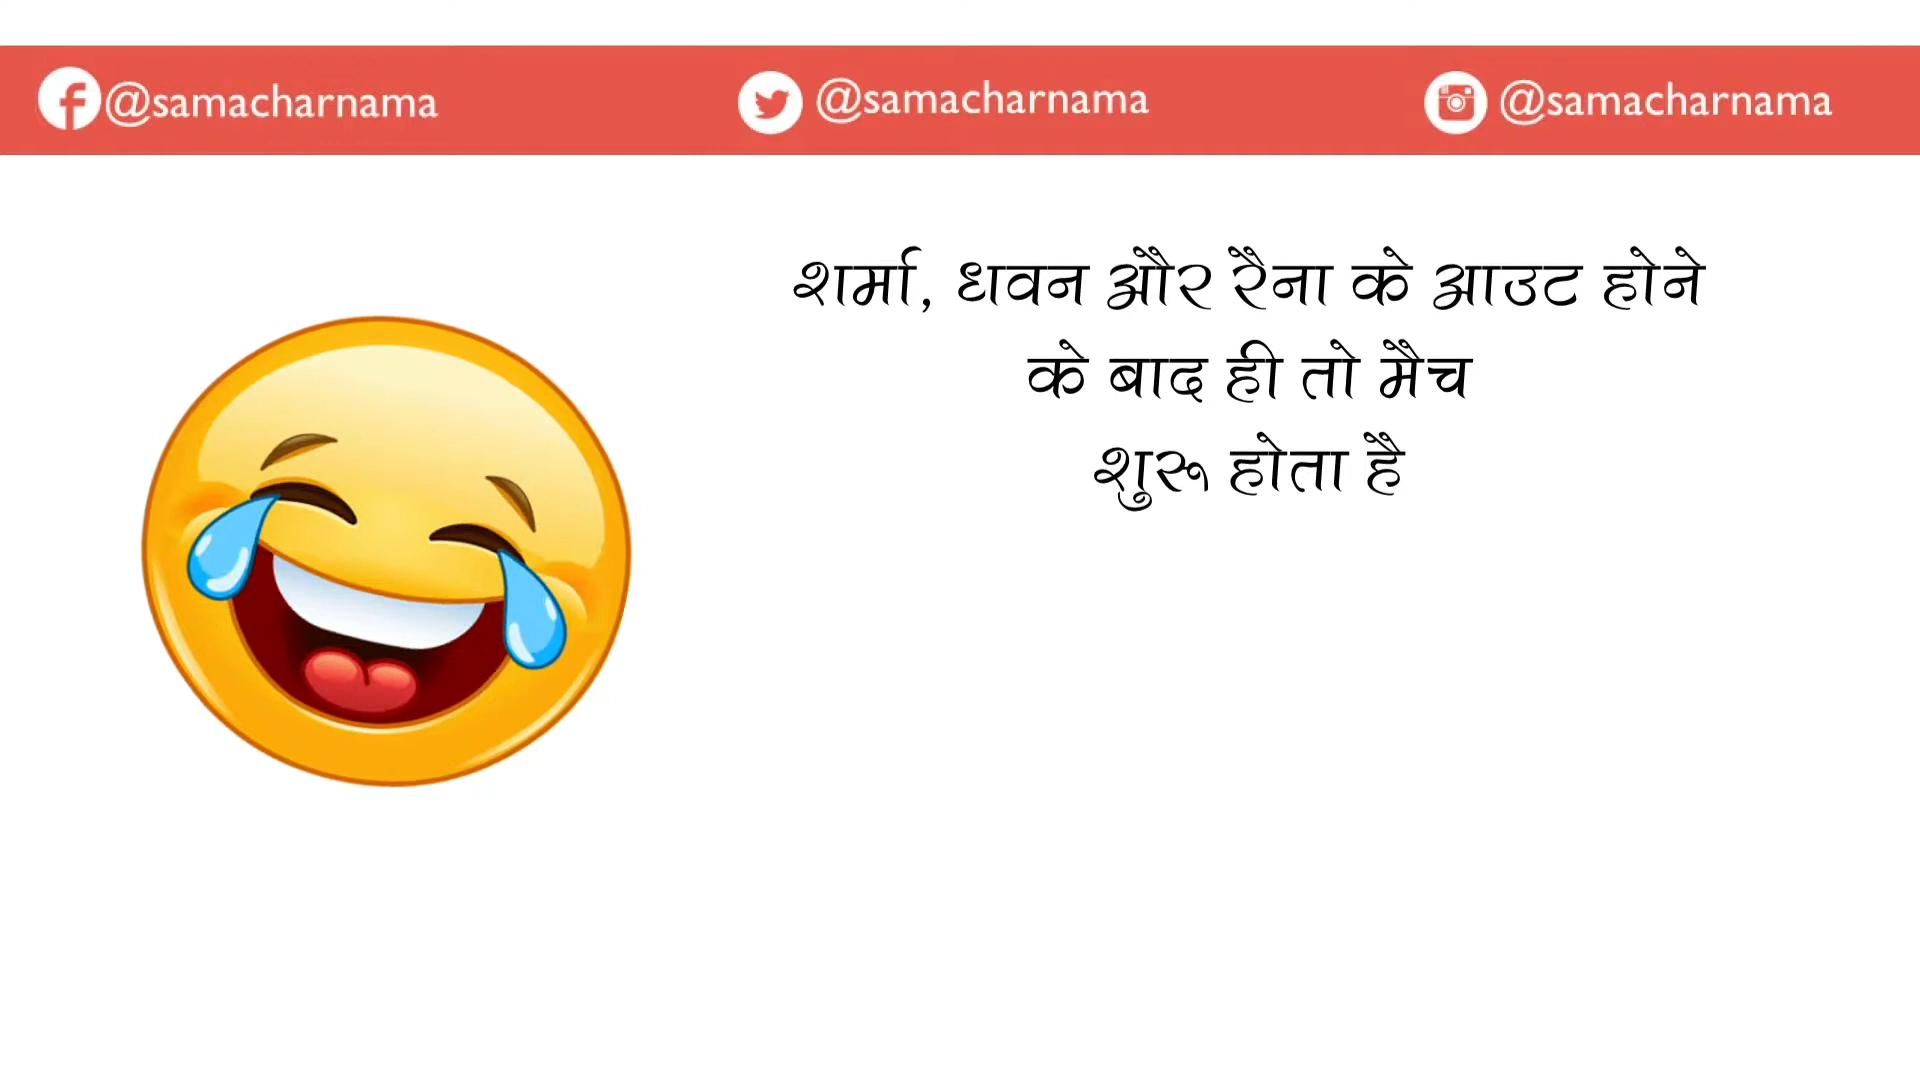 @samacharnama @samacharnama @samacharnama
शर्मा, धवन और रैना के आउट होने
के बाद ही तो मैच
शुरू होता है